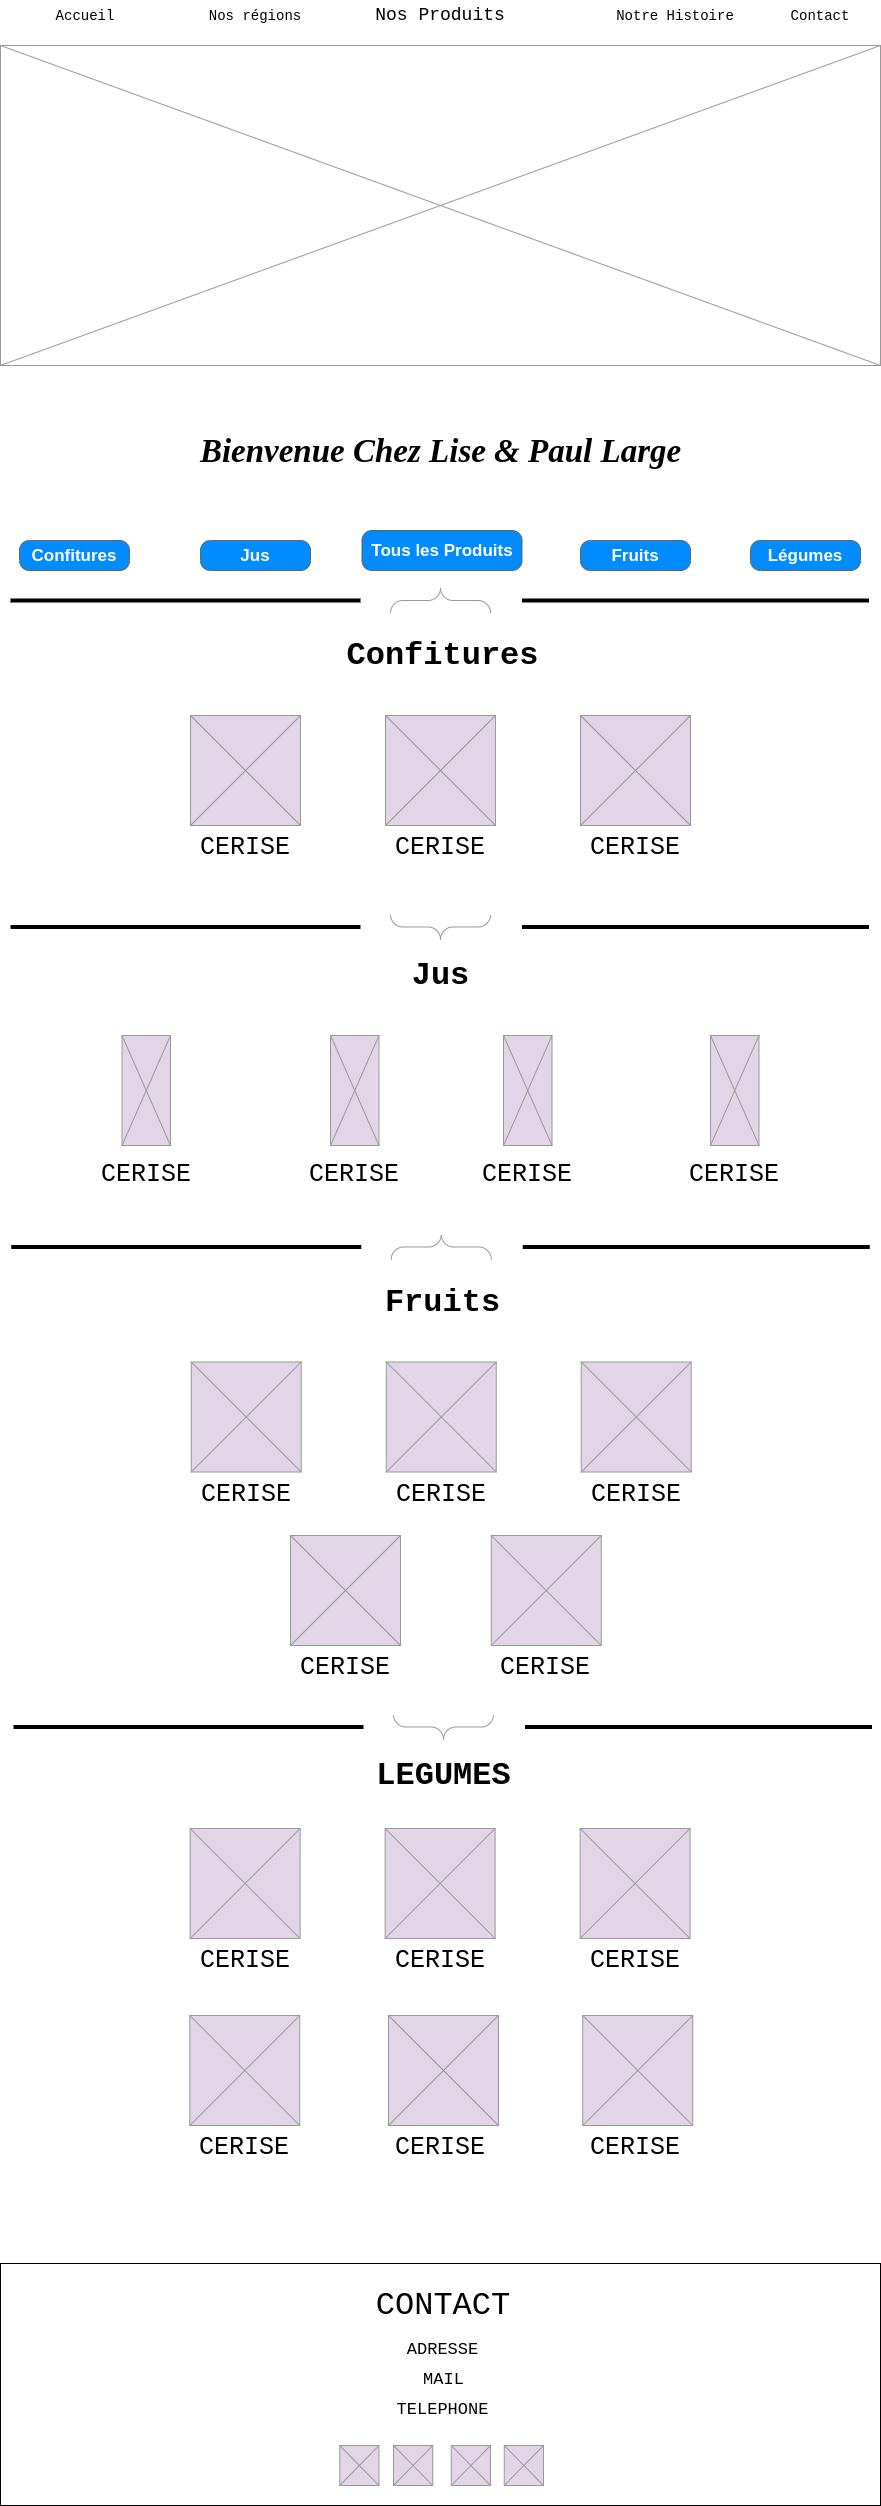 Accueil Nos régions Nos Produits Notre Histoire Contact
Bienvenue Chez Lise & Paul Large
Confitures Jus Tous les Produits Fruits Légumes
Confitures
CERISE CERISE CERISE
Jus
CERISE CERISE CERISE CERISE
Fruits
CERISE CERISE CERISE
CERISE CERISE
LEGUMES
CERISE CERISE CERISE
CERISE CERISE CERISE
CONTACT
ADRESSE
MAIL
TELEPHONE